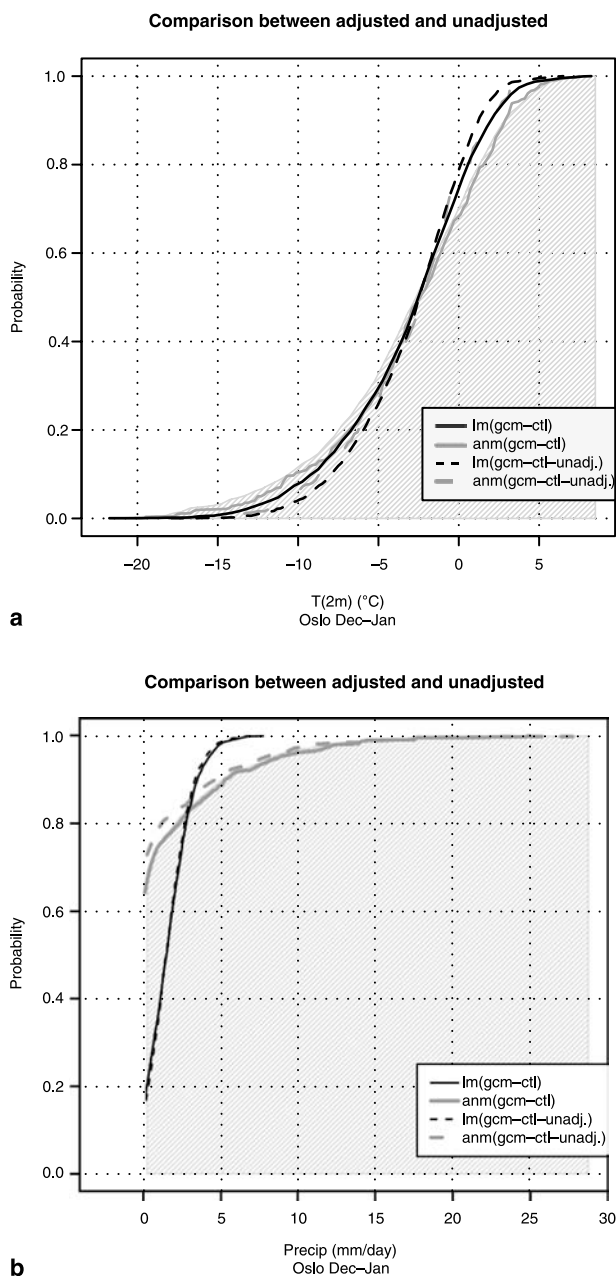 Comparison between adjusted and unadjusted
1.0
0.8
0.6
0.4
0.2
0.0
Probability
lm(gcm–ctl)
anm(gcm–ctl)
lm(gcm–ctl–unadj.)
anm(gcm–ctl–unadj.)
–20 –15 –10 –5 0 5
T(2m) (°C)
Oslo Dec–Jan
a
Comparison between adjusted and unadjusted
1.0
0.8
0.6
0.4
0.2
0.0
Probability
lm(gcm–ctl)
anm(gcm–ctl)
lm(gcm–ctl–unadj.)
anm(gcm–ctl–unadj.)
0 5 10 15 20 25 30
Precip (mm/day)
Oslo Dec–Jan
b